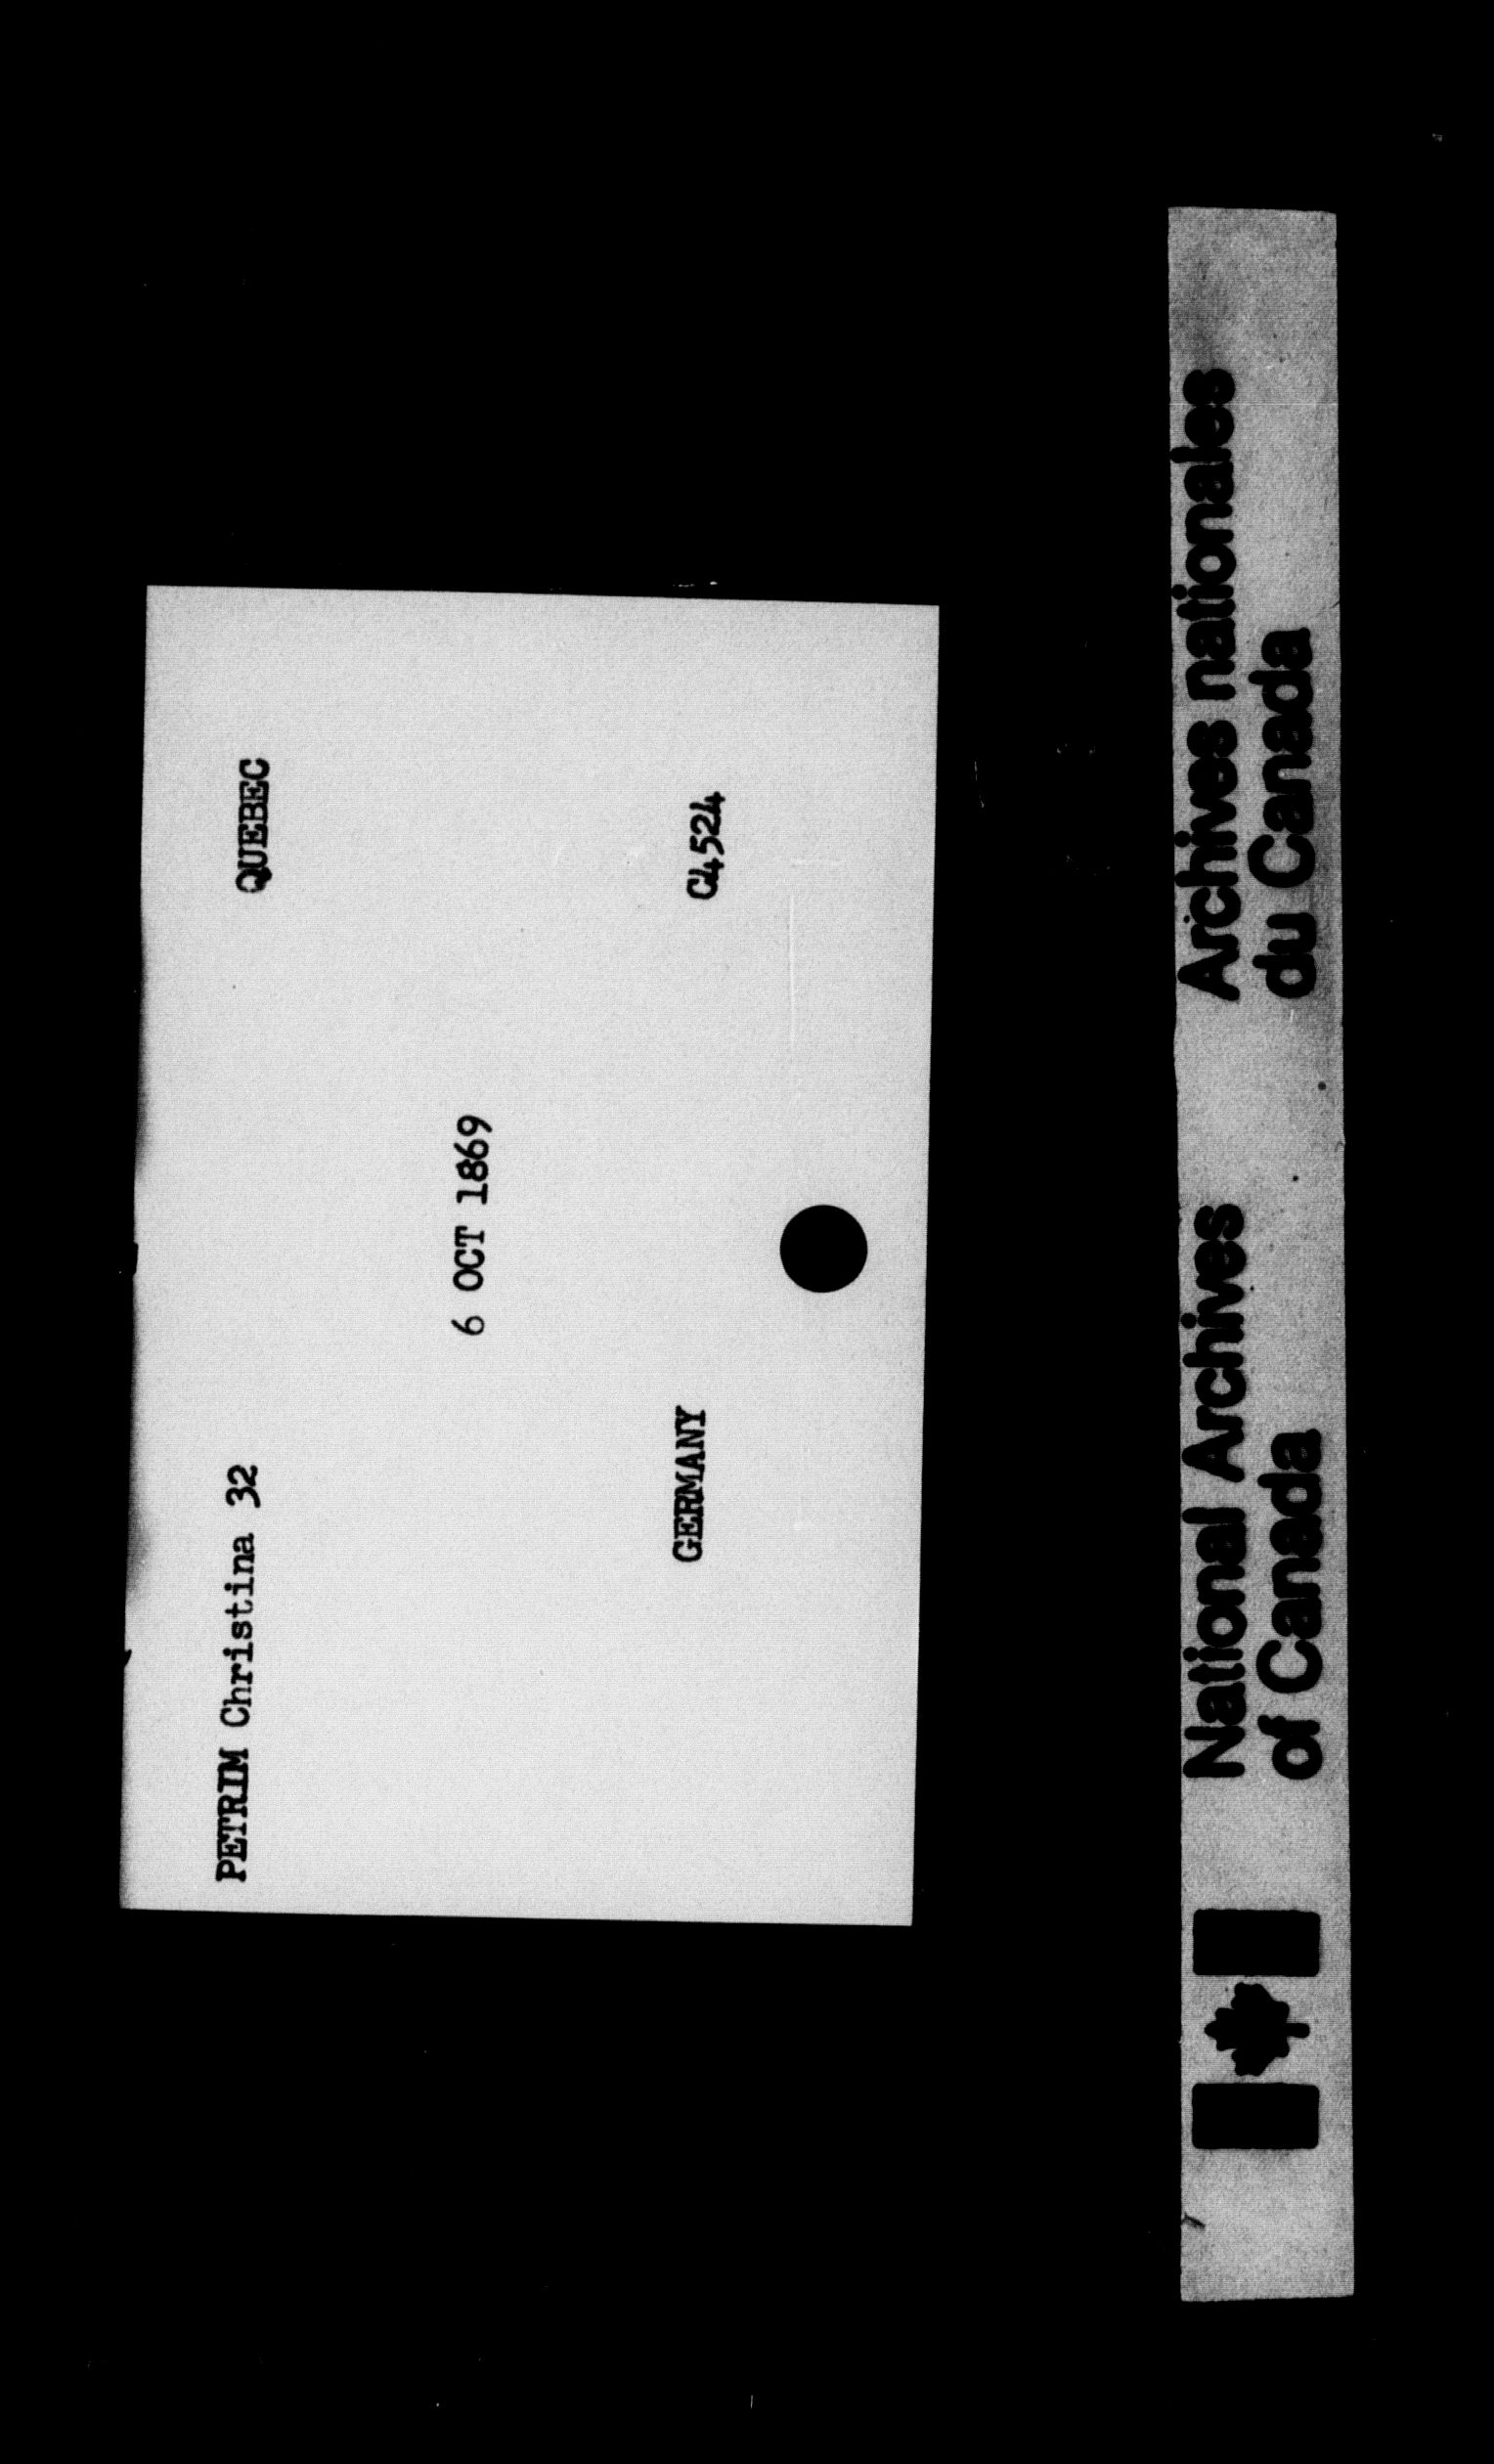 PETRIM Christina 32 QUEBEC
6 OCT 1869
GERMANY C4524
National Archives of Canada
Archives nationales du Canada